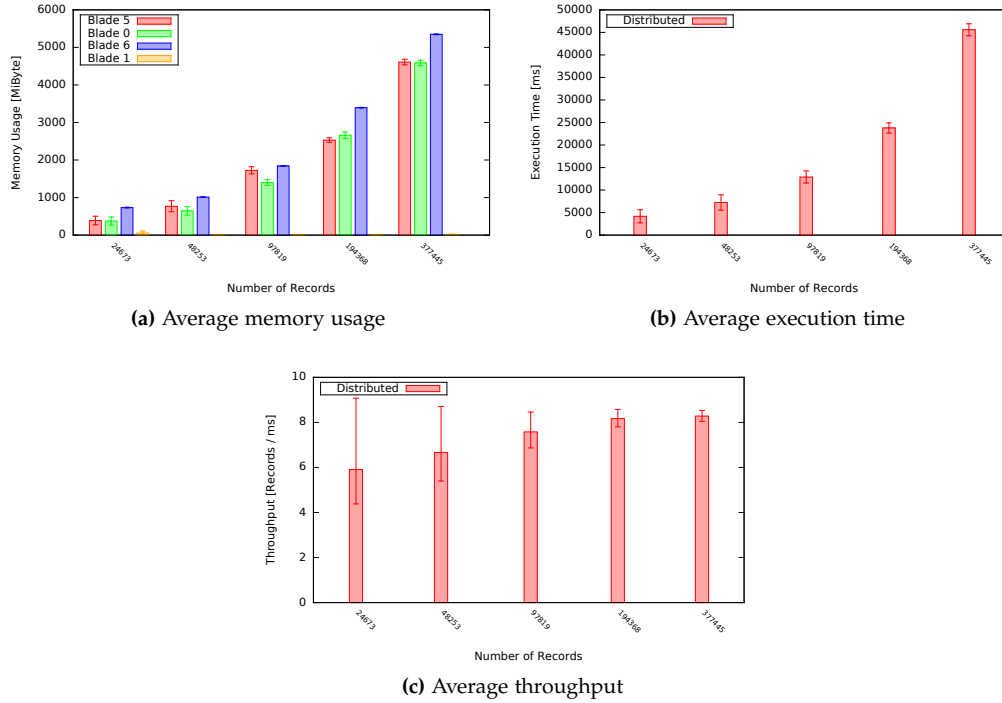 Blade 5
Blade 0
Blade 6
Blade 1
Memory Usage [MiByte]
6000
5000
4000
3000
2000
1000
0
24673
48253
97819
194368
377445
Number of Records
(a) Average memory usage
Distributed
Execution Time [ms]
50000
45000
40000
35000
30000
25000
20000
15000
10000
5000
0
24673
48253
97819
194368
377445
Number of Records
(b) Average execution time
Distributed
Throughput [Records / ms]
10
8
6
4
2
0
24673
48253
97819
194368
377445
Number of Records
(c) Average throughput